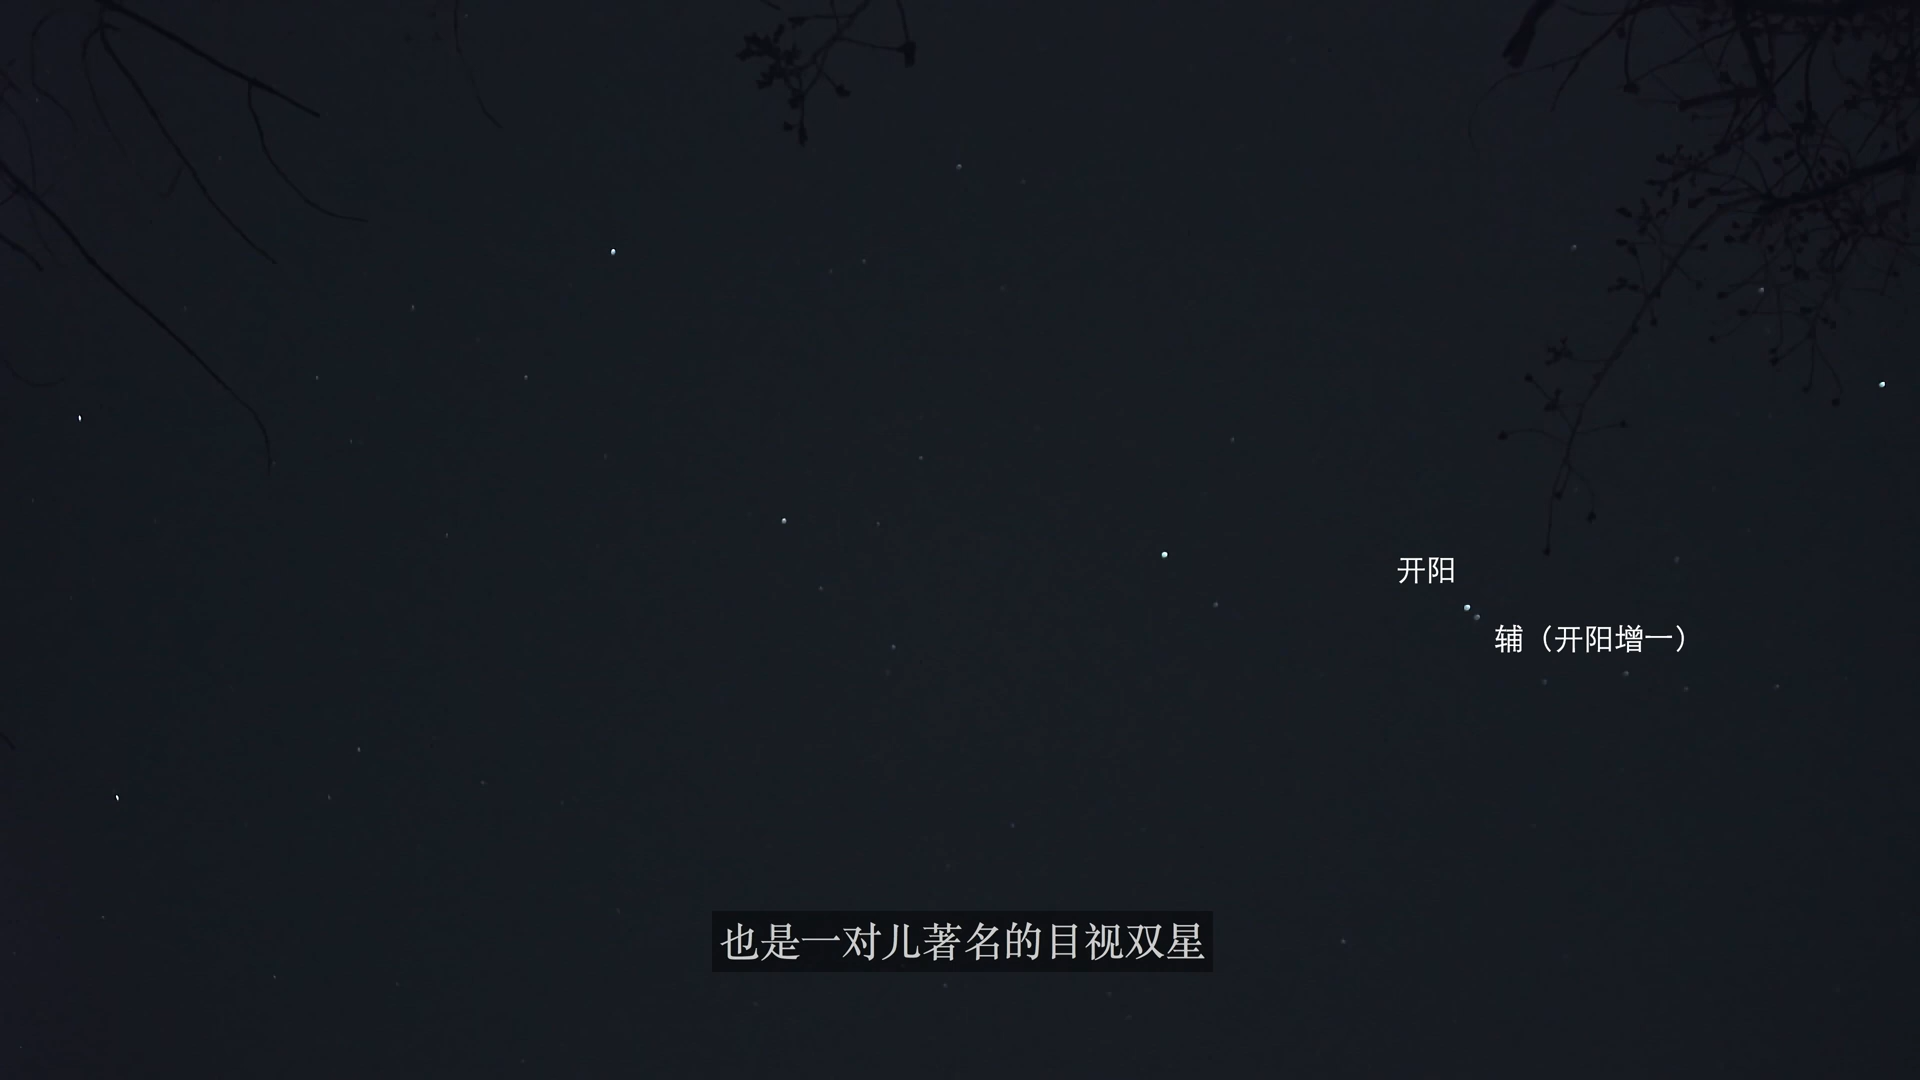 开阳
辅（开阳增一）
也是一对儿著名的目视双星